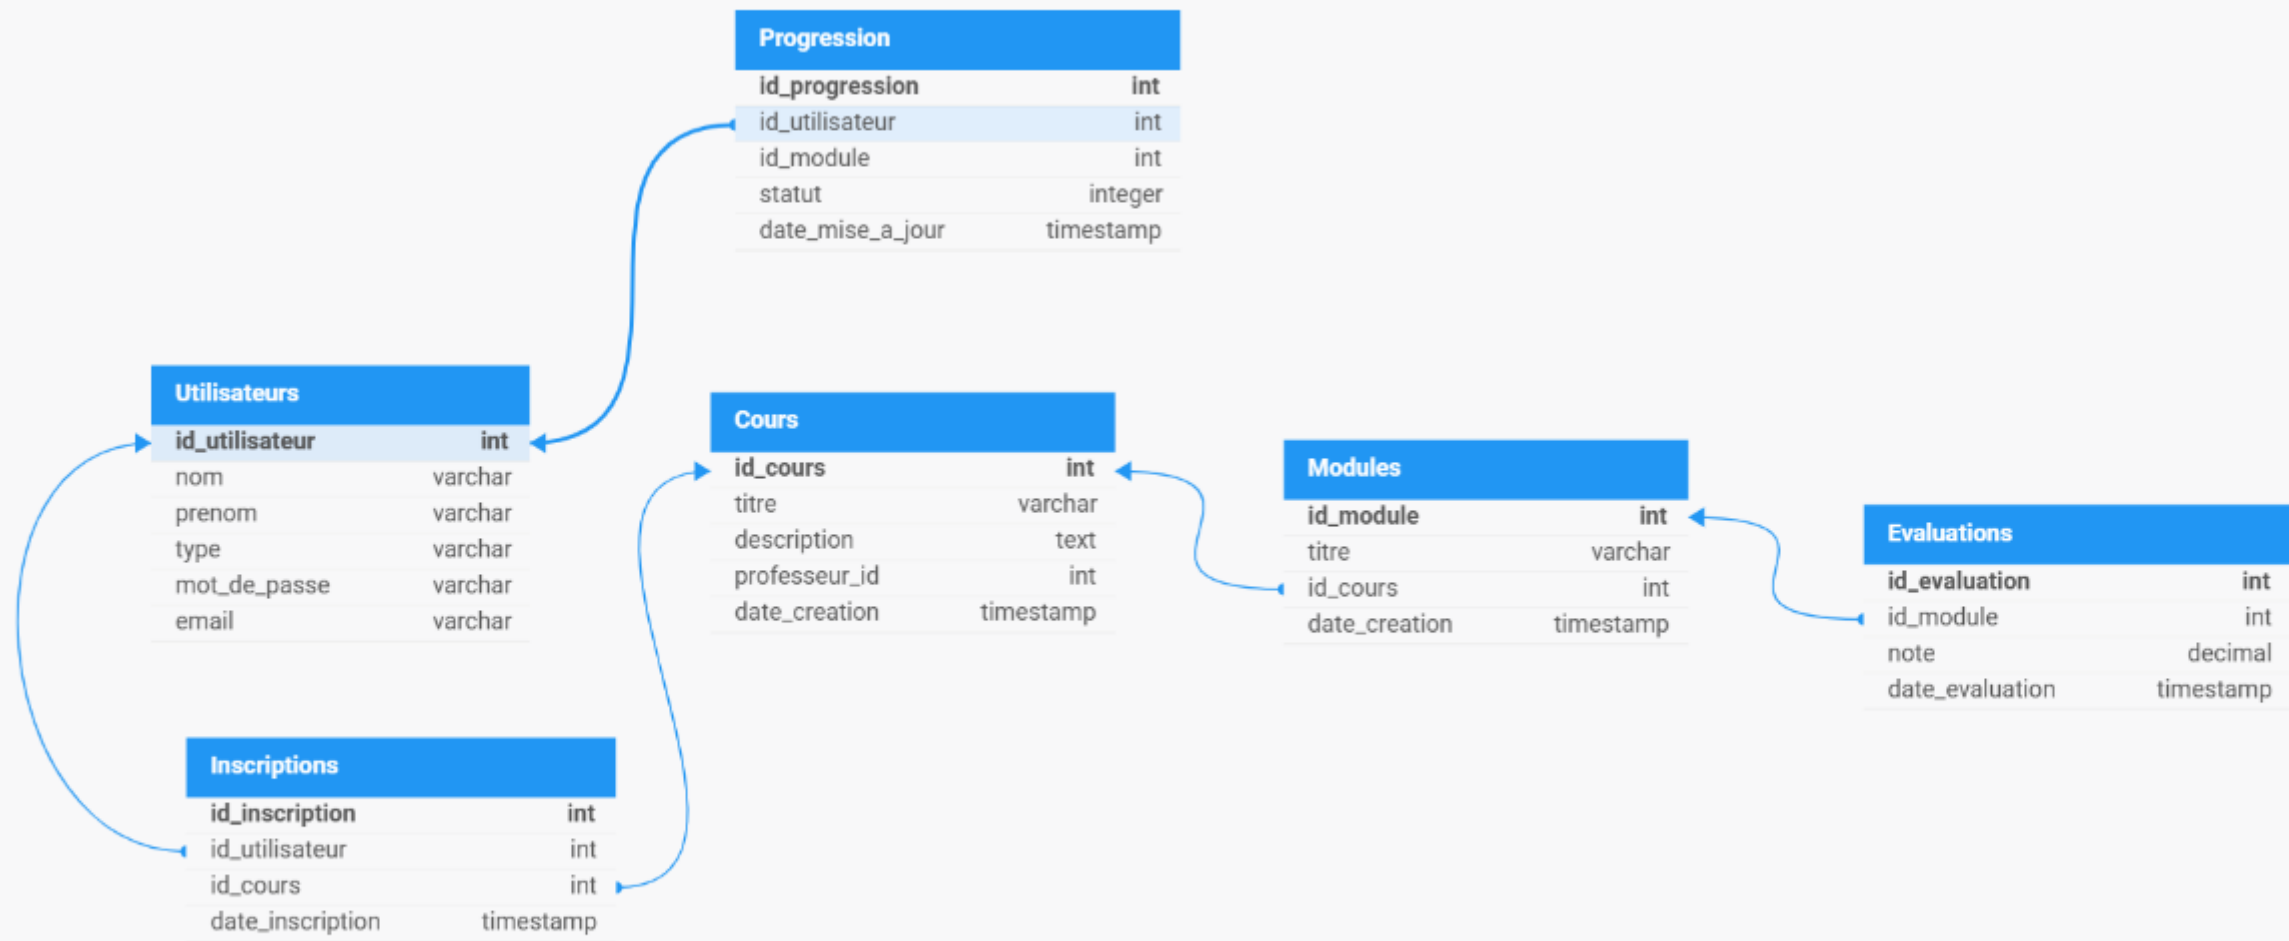 Progression
id_progression int
id_utilisateur int
id_module int
statut integer
date_mise_a_jour timestamp
Utilisateurs
id_utilisateur int
nom varchar
prenom varchar
type varchar
mot_de_passe varchar
email varchar
Cours
id_cours int
titre varchar
description text
professeur_id int
date_creation timestamp
Modules
id_module int
titre varchar
id_cours int
date_creation timestamp
Evaluations
id_evaluation int
id_module int
note decimal
date_evaluation timestamp
Inscriptions
id_inscription int
id_utilisateur int
id_cours int
date_inscription timestamp